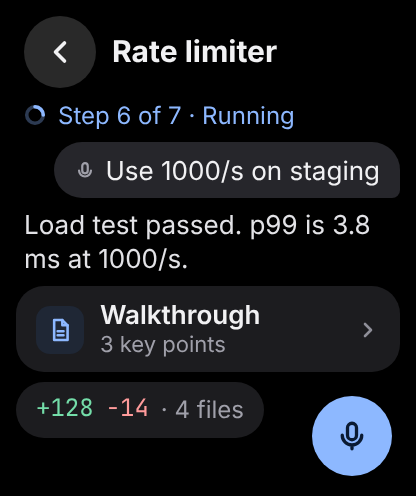 Rate limiter
Step 6 of 7 · Running
Use 1000/s on staging
Load test passed. p99 is 3.8
ms at 1000/s.
Walkthrough
3 key points
+128 -14 · 4 files